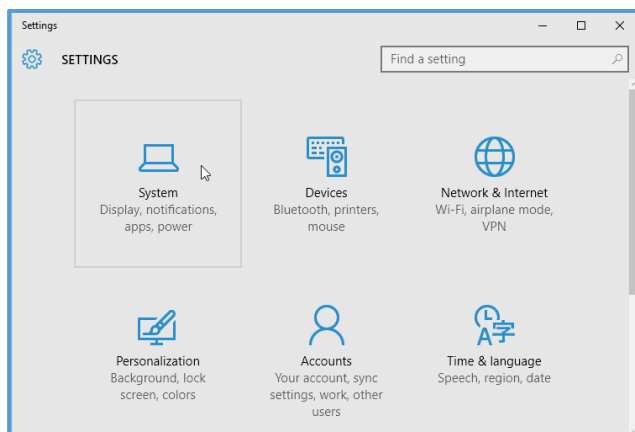 Settings
SETTINGS
Find a setting
System
Display, notifications,
apps, power
Devices
Bluetooth, printers,
mouse
Network & Internet
Wi-Fi, airplane mode,
VPN
A字
Personalization
Background, lock
screen, colors
Accounts
Your account, sync
settings, work, other
users
Time & language
Speech, region, date